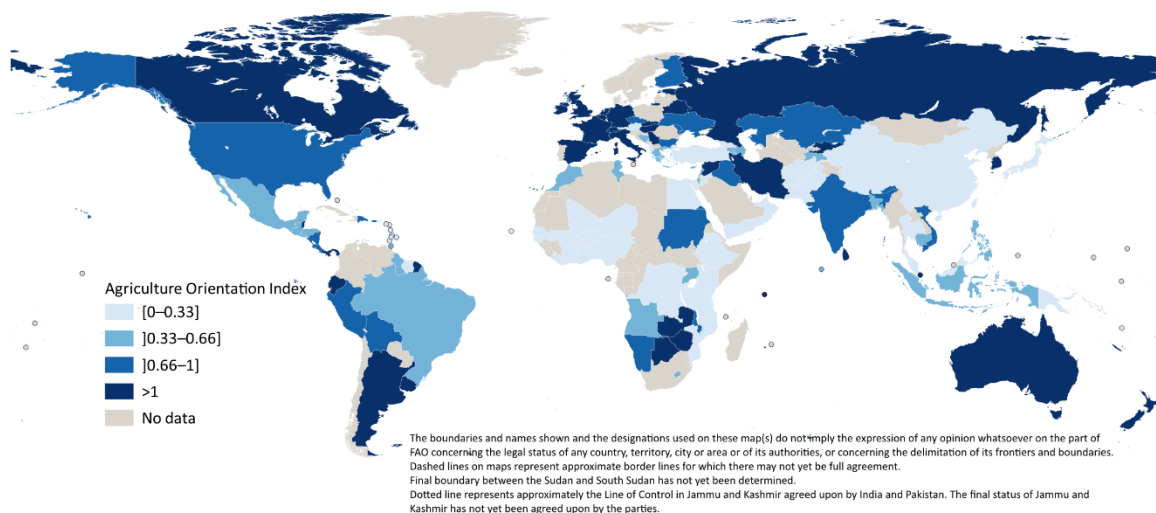 Agriculture Orientation Index
[0–0.33]
]0.33–0.66]
]0.66–1]
>1
No data
The boundaries and names shown and the designations used on these map(s) do not imply the expression of any opinion whatsoever on the part of
FAO concerning the legal status of any country, territory, city or area or of its authorities, or concerning the delimitation of its frontiers and boundaries.
Dashed lines on maps represent approximate border lines for which there may not yet be full agreement.
Final boundary between the Sudan and South Sudan has not yet been determined.
Dotted line represents approximately the Line of Control in Jammu and Kashmir agreed upon by India and Pakistan. The final status of Jammu and
Kashmir has not yet been agreed upon by the parties.